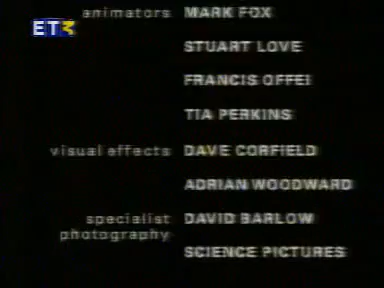 animators MARK FOX
ET3
STUART LOVE
FRANCIS OFFEI
TIA PERKINS
visual effects DAVE CORFIELD
ADRIAN WOODWARD
specialist photography DAVID BARLOW
SCIENCE PICTURES